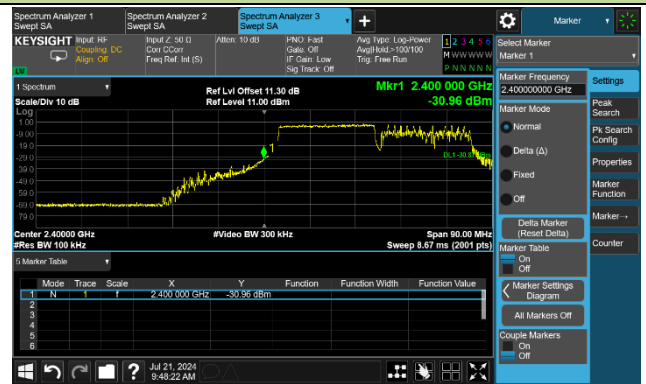 Spectrum Analyzer 1
Swept SA
Spectrum Analyzer 2
Swept SA
Spectrum Analyzer 3
Swept SA
+
Marker
KEYSIGHT
Input: RF
Coupling: DC
Align: Off
Input Z: 50 Ω
Corr CCorr
Freq Ref: Int (S)
Atten: 10 dB
PNO: Fast
Gate: Off
IF Gain: Low
Sig Track: Off
Avg Type: Log-Power
Avg|Hold:>100/100
Trig: Free Run
1 2 3 4 5 6
M W W W W W
P N N N N N
LV
Select Marker
Marker 1
1 Spectrum
Scale/Div 10 dB
Log
Ref Lvl Offset 11.30 dB
Ref Level 11.00 dBm
Mkr1 2.400 000 GHz
-30.96 dBm
1.00
-9.00
-19.0
-29.0
-39.0
-49.0
-59.0
-69.0
-79.0
1
Center 2.40000 GHz
#Res BW 100 kHz
#Video BW 300 kHz
Span 90.00 MHz
Sweep 8.67 ms (2001 pts)
5 Marker Table
Mode Trace Scale X Y Function Function Width Function Value
1 N 1 f 2.400 000 GHz -30.96 dBm
2
3
4
5
6
Marker Frequency
2.400000000 GHz
Marker Mode
Normal
Delta (Δ)
Fixed
Off
Delta Marker
(Reset Delta)
Marker Table
On
Off
Marker Settings
Diagram
All Markers Off
Couple Markers
On
Off
Settings
Peak
Search
Pk Search
Config
Properties
Marker
Function
Marker→
Counter
?
Jul 21, 2024
9:48:22 AM